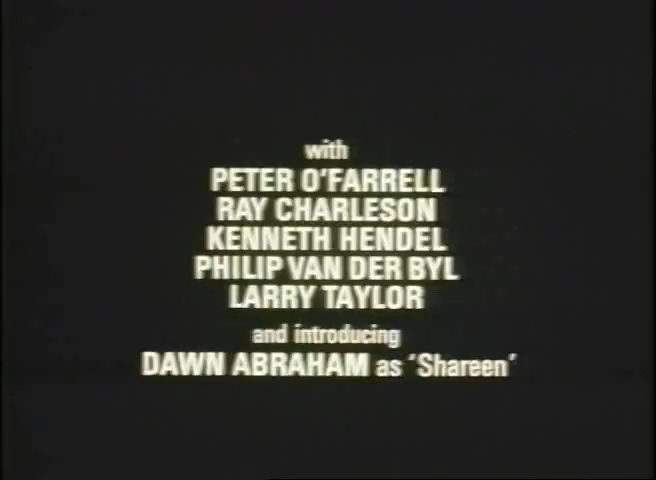 with
PETER O'FARRELL
RAY CHARLESON
KENNETH HENDEL
PHILIP VAN DER BYL
LARRY TAYLOR
and introducing
DAWN ABRAHAM as 'Shareen'